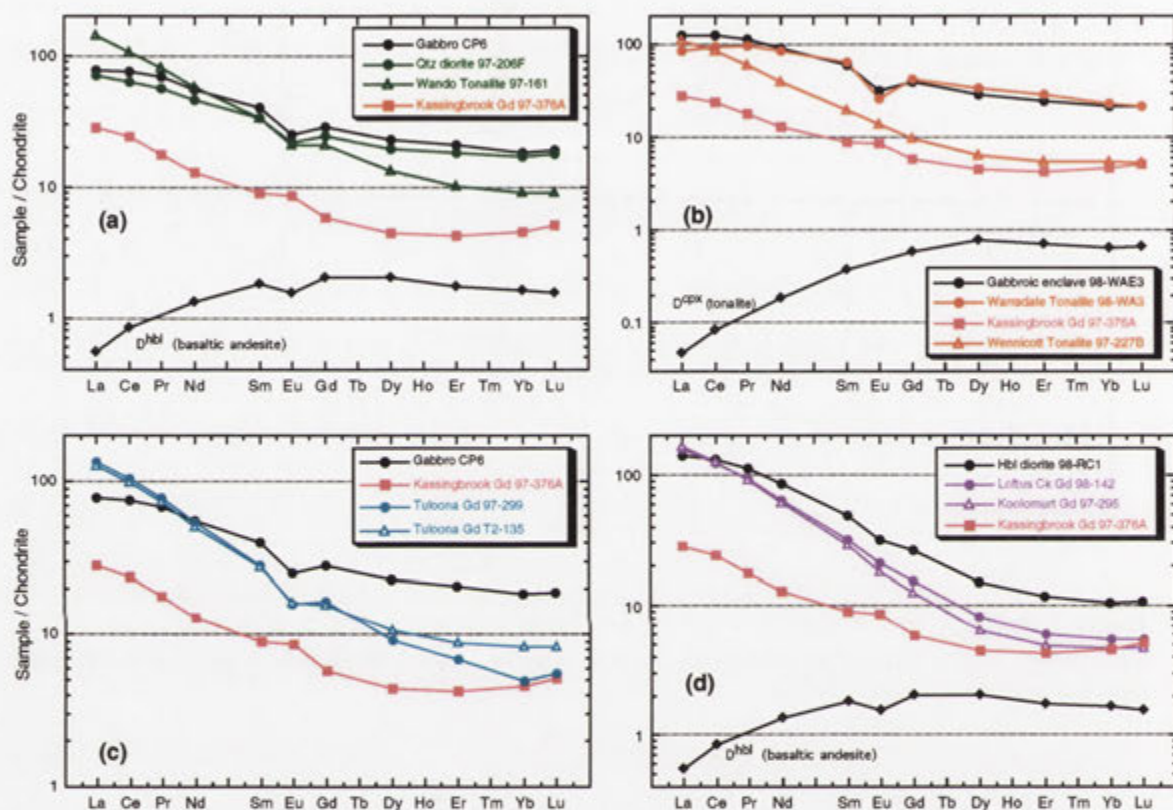 100
10
1
Sample / Chondrite
Gabbro CP6
Qtz diorite 97-206F
Wando Tonalite 97-161
Kassingbrook Gd 97-376A
(a)
Dhbl (basaltic andesite)
La Ce Pr Nd Sm Eu Gd Tb Dy Ho Er Tm Yb Lu
100
10
1
0.1
(b)
Dcpx (tonalite)
Gabbroic enclave 98-WAE3
Warradale Tonalite 98-WA3
Kassingbrook Gd 97-376A
Wennicott Tonalite 97-227B
La Ce Pr Nd Sm Eu Gd Tb Dy Ho Er Tm Yb Lu
100
10
1
Sample / Chondrite
Gabbro CP6
Kassingbrook Gd 97-376A
Tuloona Gd 97-299
Tuloona Gd T2-135
(c)
La Ce Pr Nd Sm Eu Gd Tb Dy Ho Er Tm Yb Lu
100
10
1
Hbl diorite 98-RC1
Loftus Ck Gd 98-142
Koolomurt Gd 97-295
Kassingbrook Gd 97-376A
(d)
Dhbl (basaltic andesite)
La Ce Pr Nd Sm Eu Gd Tb Dy Ho Er Tm Yb Lu